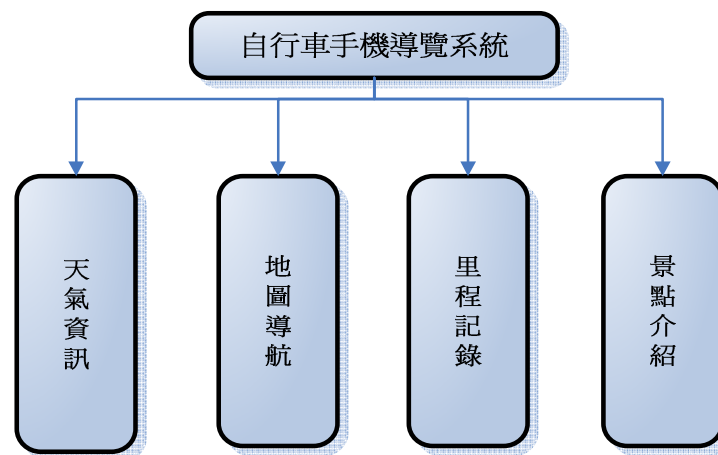 自行車手機導覽系統
天氣資訊
地圖導航
里程記錄
景點介紹